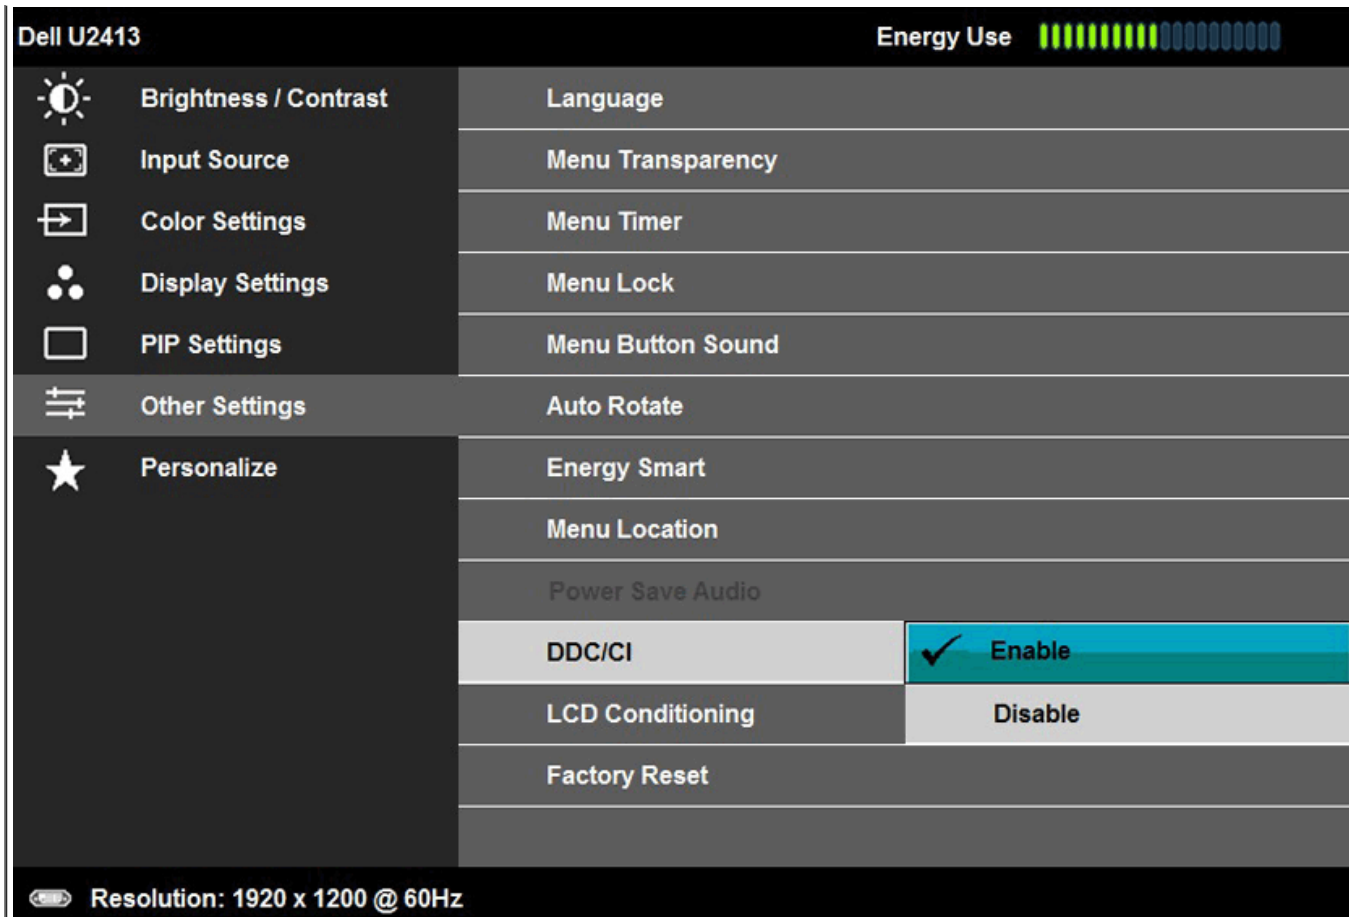 Dell U2413
Energy Use
Brightness / Contrast
Input Source
Color Settings
Display Settings
PIP Settings
Other Settings
Personalize
Language
Menu Transparency
Menu Timer
Menu Lock
Menu Button Sound
Auto Rotate
Energy Smart
Menu Location
Power Save Audio
DDC/CI
Enable
Disable
LCD Conditioning
Factory Reset
Resolution: 1920 x 1200 @ 60Hz